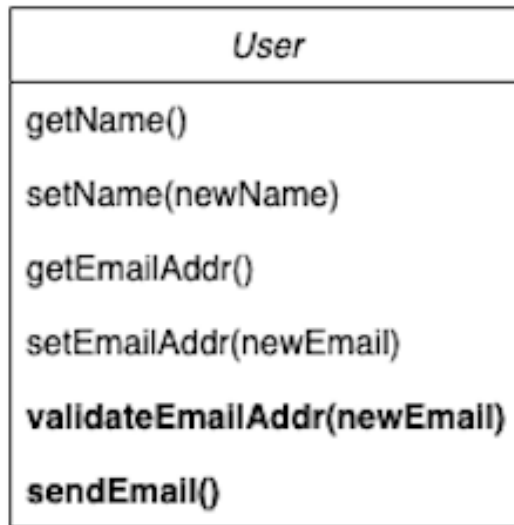 User
getName()
setName(newName)
getEmailAddr()
setEmailAddr(newEmail)
validateEmailAddr(newEmail)
sendEmail()